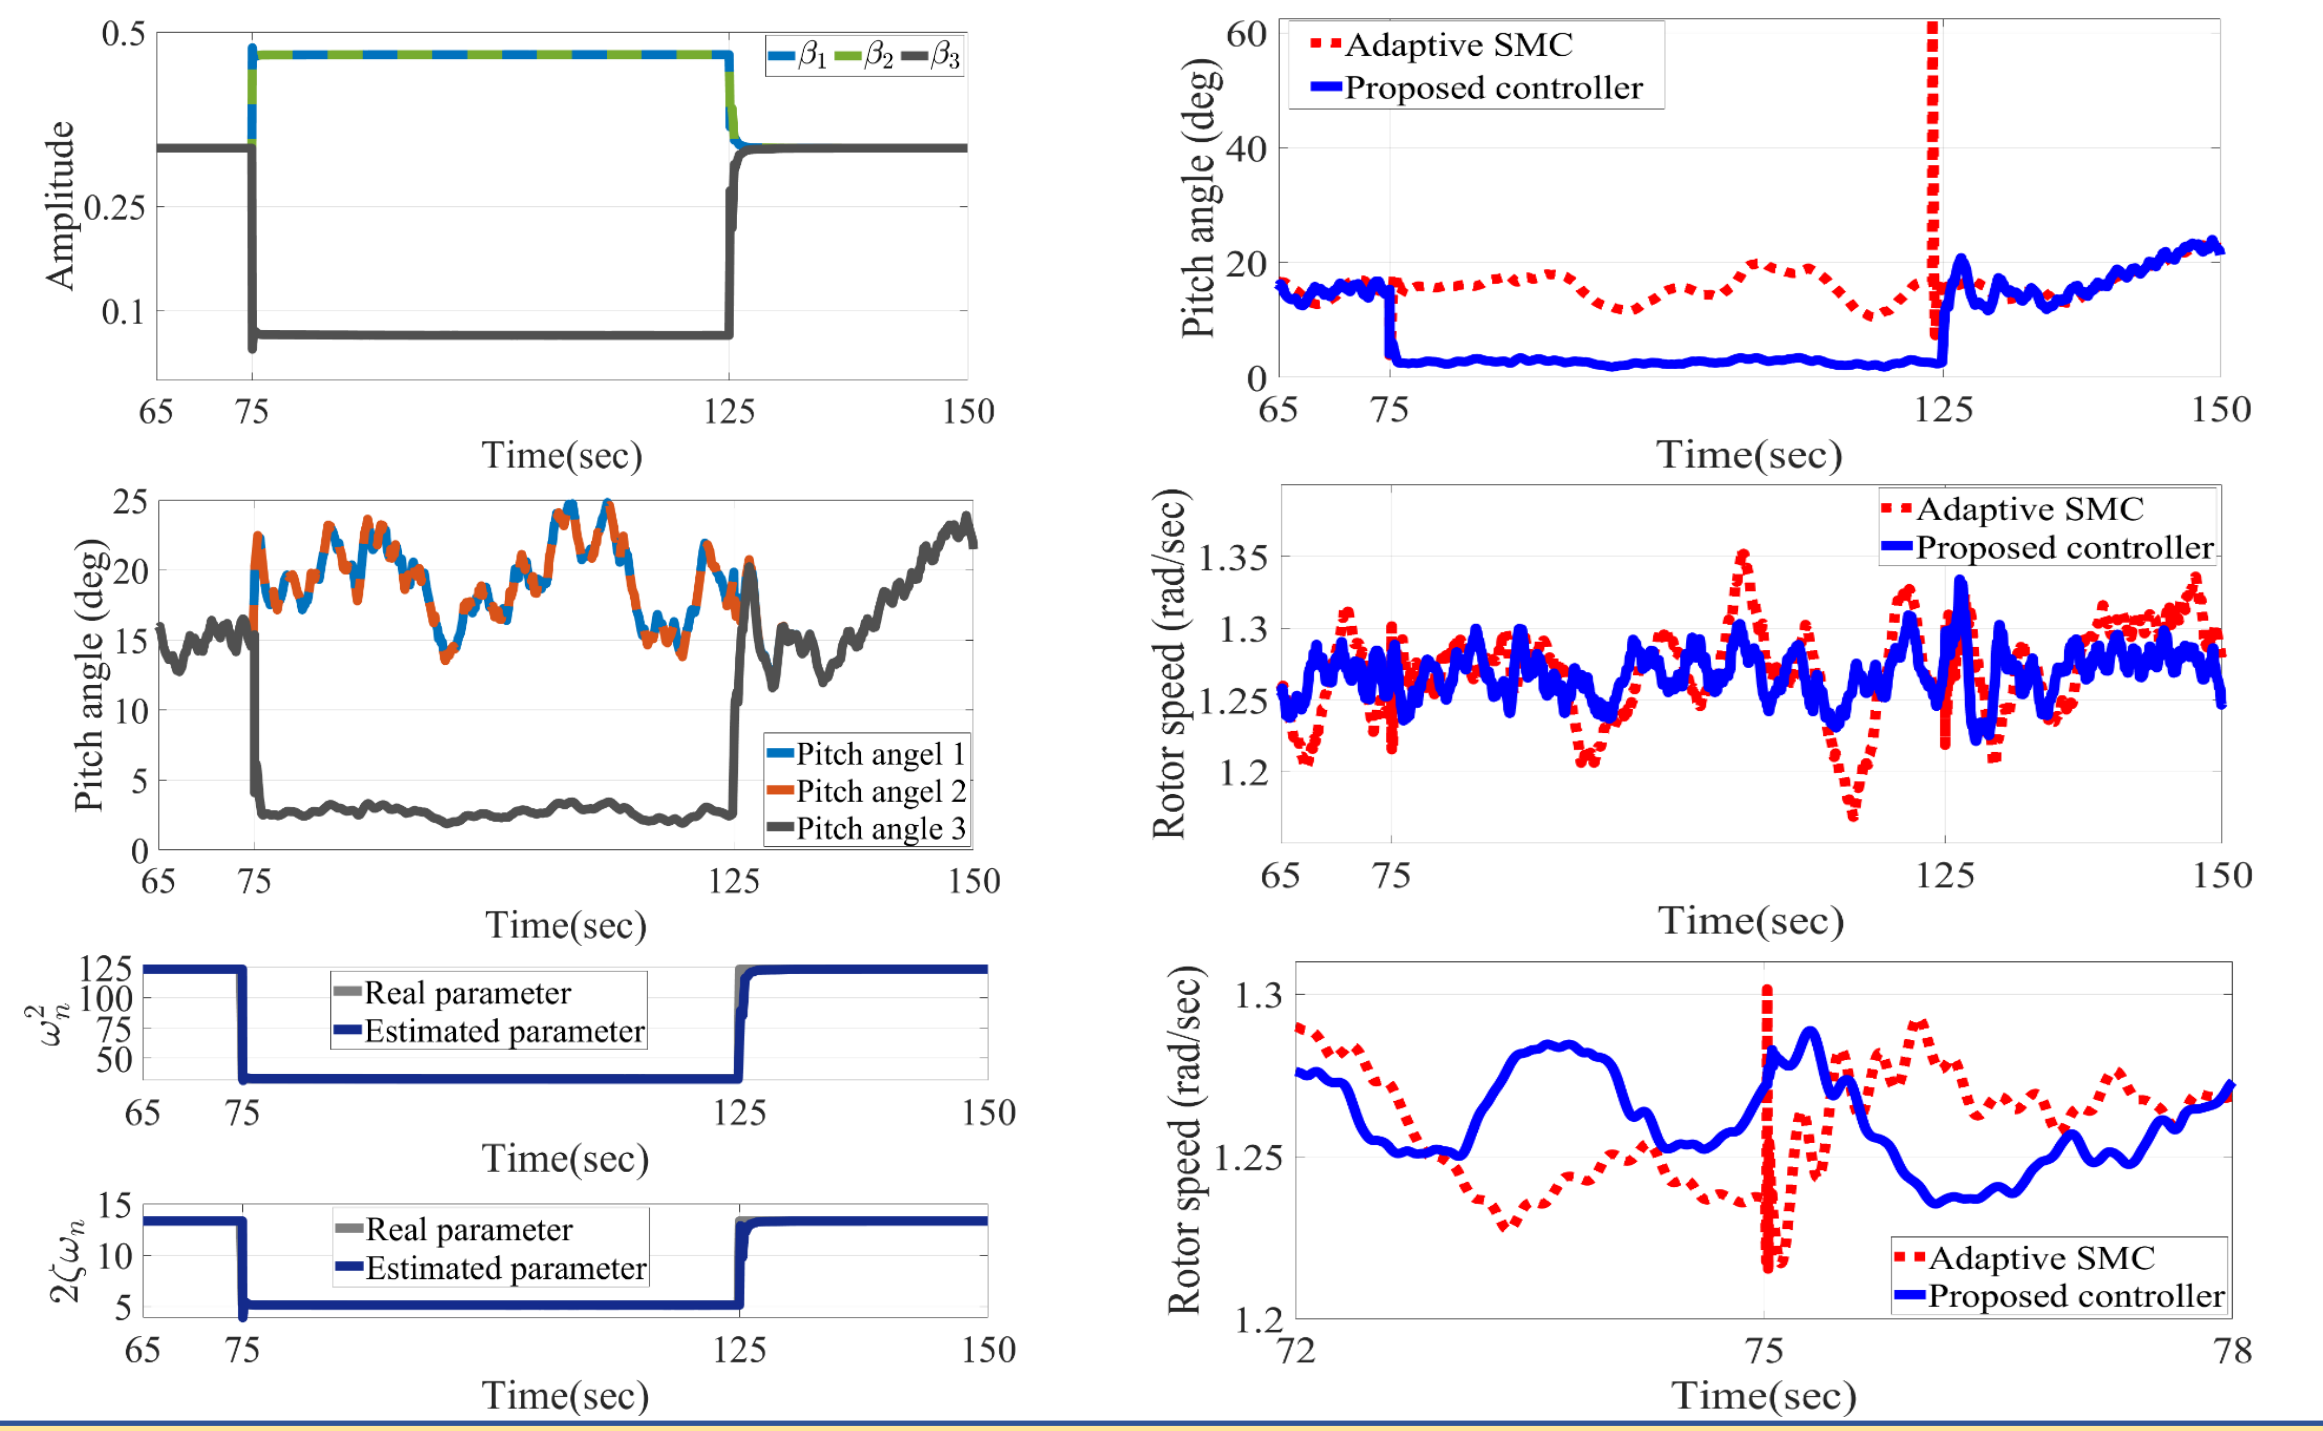 0.5
0.25
0.1
Amplitude
β1 β2 β3
65 75 125 150
Time(sec)
60
40
20
0
Pitch angle (deg)
Adaptive SMC
Proposed controller
65 75 125 150
Time(sec)
25
20
15
10
5
0
Pitch angle (deg)
Pitch angel 1
Pitch angel 2
Pitch angle 3
65 75 125 150
Time(sec)
1.35
1.3
1.25
1.2
Rotor speed (rad/sec)
Adaptive SMC
Proposed controller
65 75 125 150
Time(sec)
125
100
75
50
ωn²
Real parameter
Estimated parameter
65 75 125 150
Time(sec)
15
10
5
2ζωn
Real parameter
Estimated parameter
65 75 125 150
Time(sec)
1.3
1.25
1.2
Rotor speed (rad/sec)
Adaptive SMC
Proposed controller
72 75 78
Time(sec)